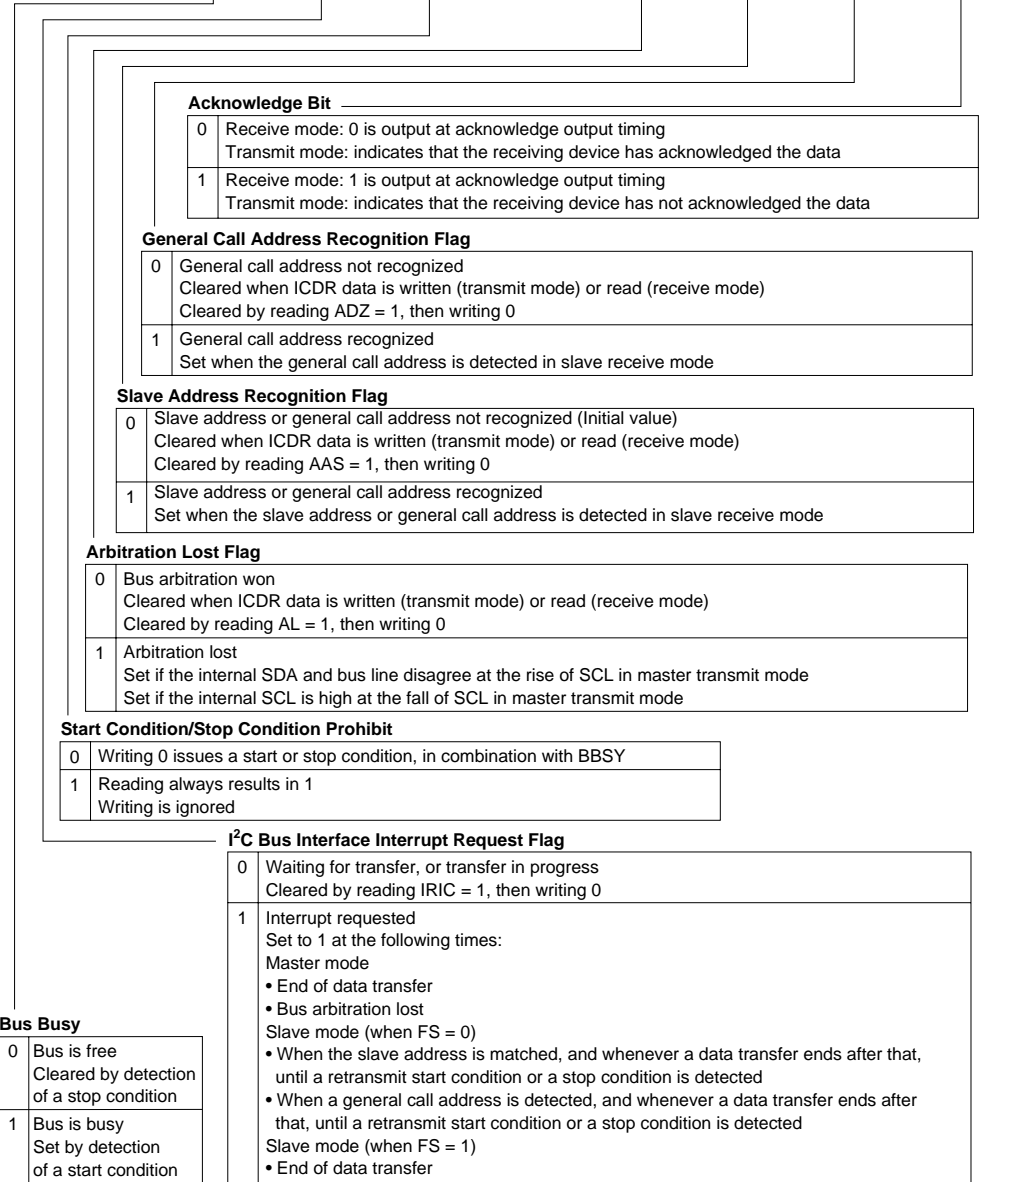 Acknowledge Bit
0 Receive mode: 0 is output at acknowledge output timing
Transmit mode: indicates that the receiving device has acknowledged the data
1 Receive mode: 1 is output at acknowledge output timing
Transmit mode: indicates that the receiving device has not acknowledged the data
General Call Address Recognition Flag
0 General call address not recognized
Cleared when ICDR data is written (transmit mode) or read (receive mode)
Cleared by reading ADZ = 1, then writing 0
1 General call address recognized
Set when the general call address is detected in slave receive mode
Slave Address Recognition Flag
0 Slave address or general call address not recognized (Initial value)
Cleared when ICDR data is written (transmit mode) or read (receive mode)
Cleared by reading AAS = 1, then writing 0
1 Slave address or general call address recognized
Set when the slave address or general call address is detected in slave receive mode
Arbitration Lost Flag
0 Bus arbitration won
Cleared when ICDR data is written (transmit mode) or read (receive mode)
Cleared by reading AL = 1, then writing 0
1 Arbitration lost
Set if the internal SDA and bus line disagree at the rise of SCL in master transmit mode
Set if the internal SCL is high at the fall of SCL in master transmit mode
Start Condition/Stop Condition Prohibit
0 Writing 0 issues a start or stop condition, in combination with BBSY
1 Reading always results in 1
Writing is ignored
I²C Bus Interface Interrupt Request Flag
0 Waiting for transfer, or transfer in progress
Cleared by reading IRIC = 1, then writing 0
1 Interrupt requested
Set to 1 at the following times:
Master mode
• End of data transfer
• Bus arbitration lost
Slave mode (when FS = 0)
• When the slave address is matched, and whenever a data transfer ends after that,
until a retransmit start condition or a stop condition is detected
• When a general call address is detected, and whenever a data transfer ends after
that, until a retransmit start condition or a stop condition is detected
Slave mode (when FS = 1)
• End of data transfer
Bus Busy
0 Bus is free
Cleared by detection
of a stop condition
1 Bus is busy
Set by detection
of a start condition